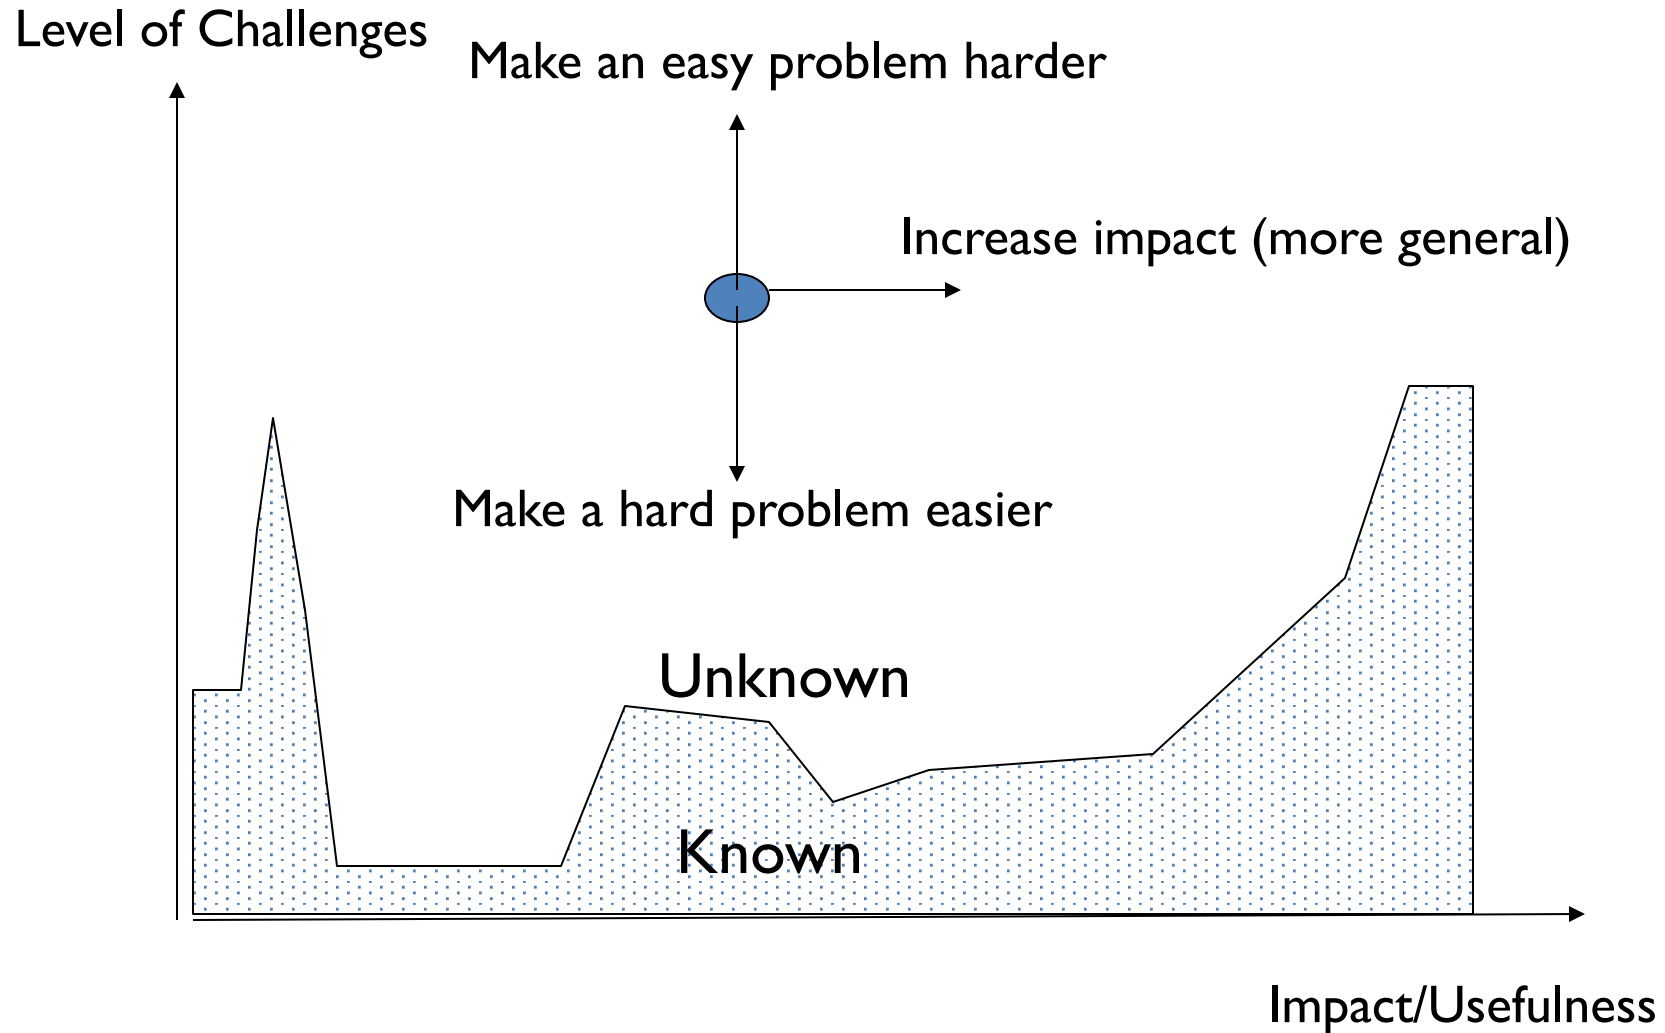 Level of Challenges
Make an easy problem harder
Increase impact (more general)
Make a hard problem easier
Unknown
Known
Impact/Usefulness